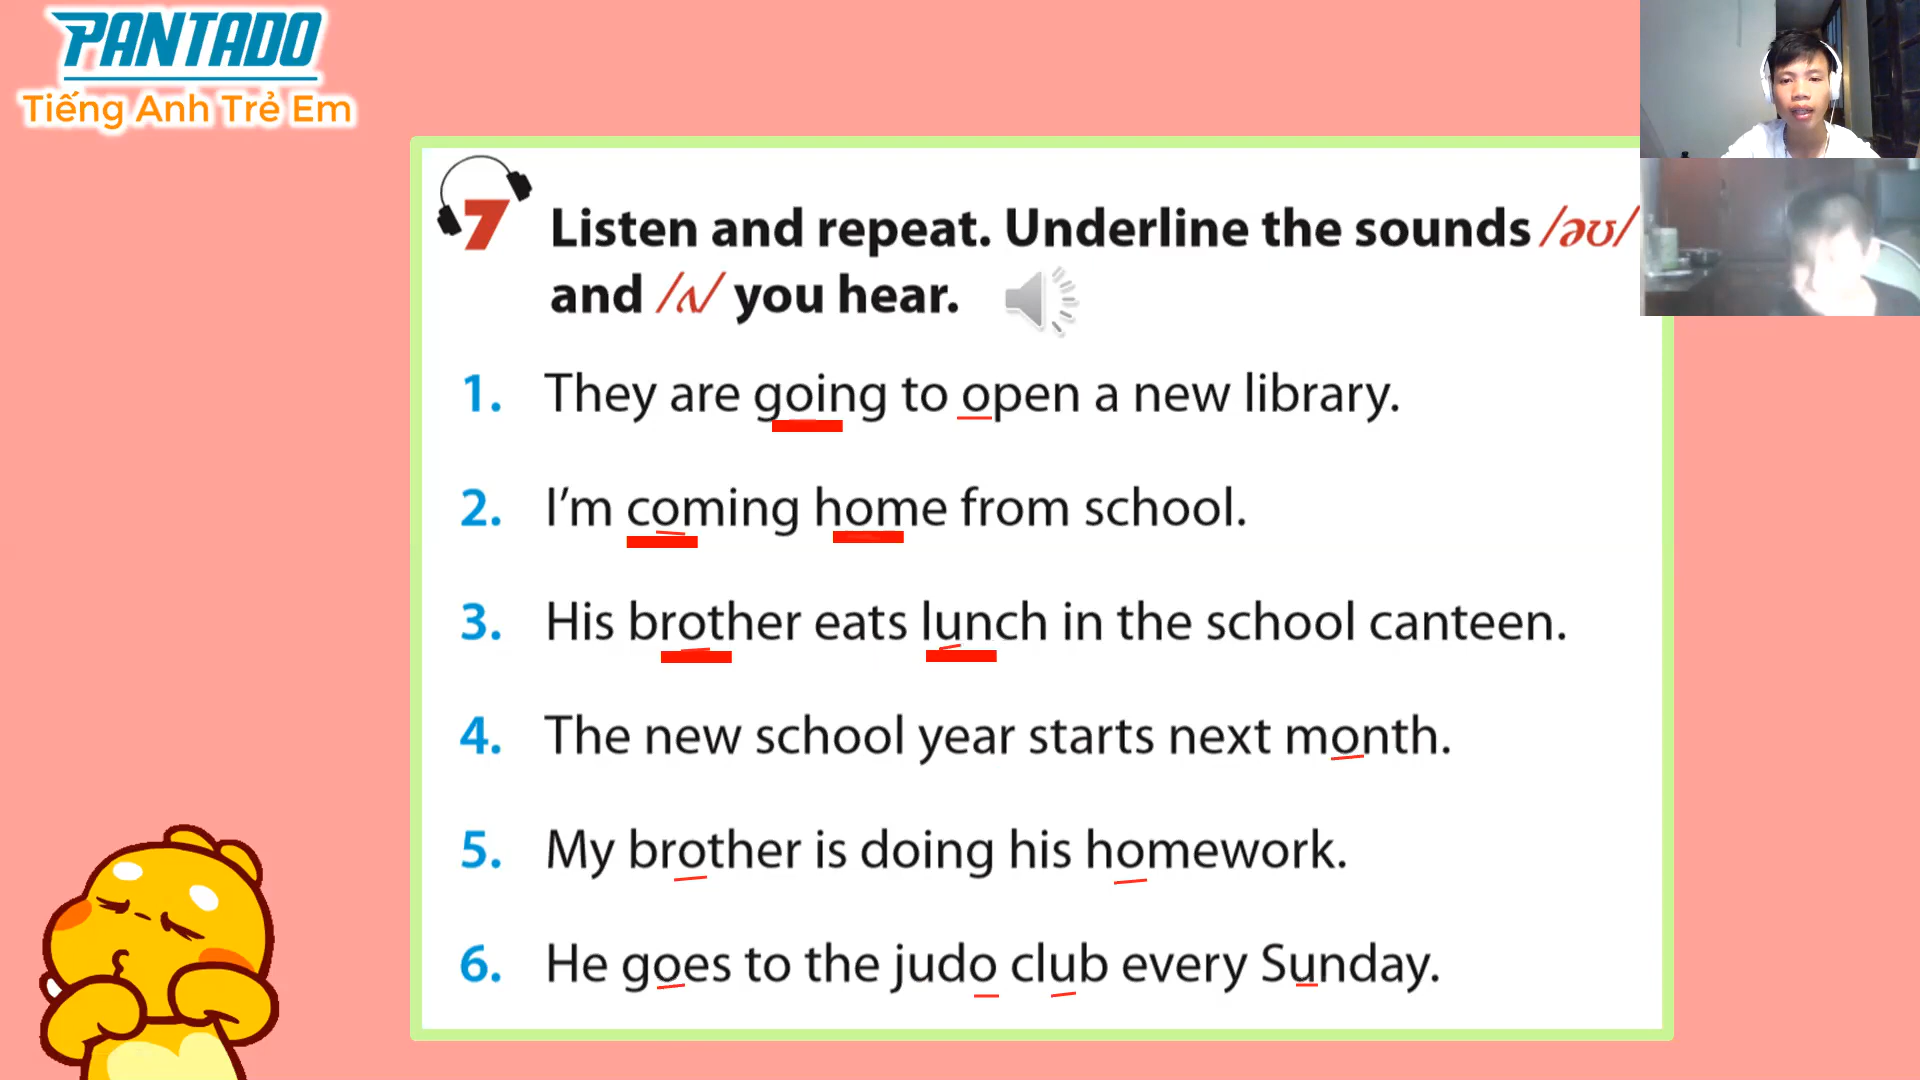 PANTADO
Tiếng Anh Trẻ Em
7 Listen and repeat. Underline the sounds /əʊ/
and /ʌ/ you hear.
1. They are going to open a new library.
2. I’m coming home from school.
3. His brother eats lunch in the school canteen.
4. The new school year starts next month.
5. My brother is doing his homework.
6. He goes to the judo club every Sunday.